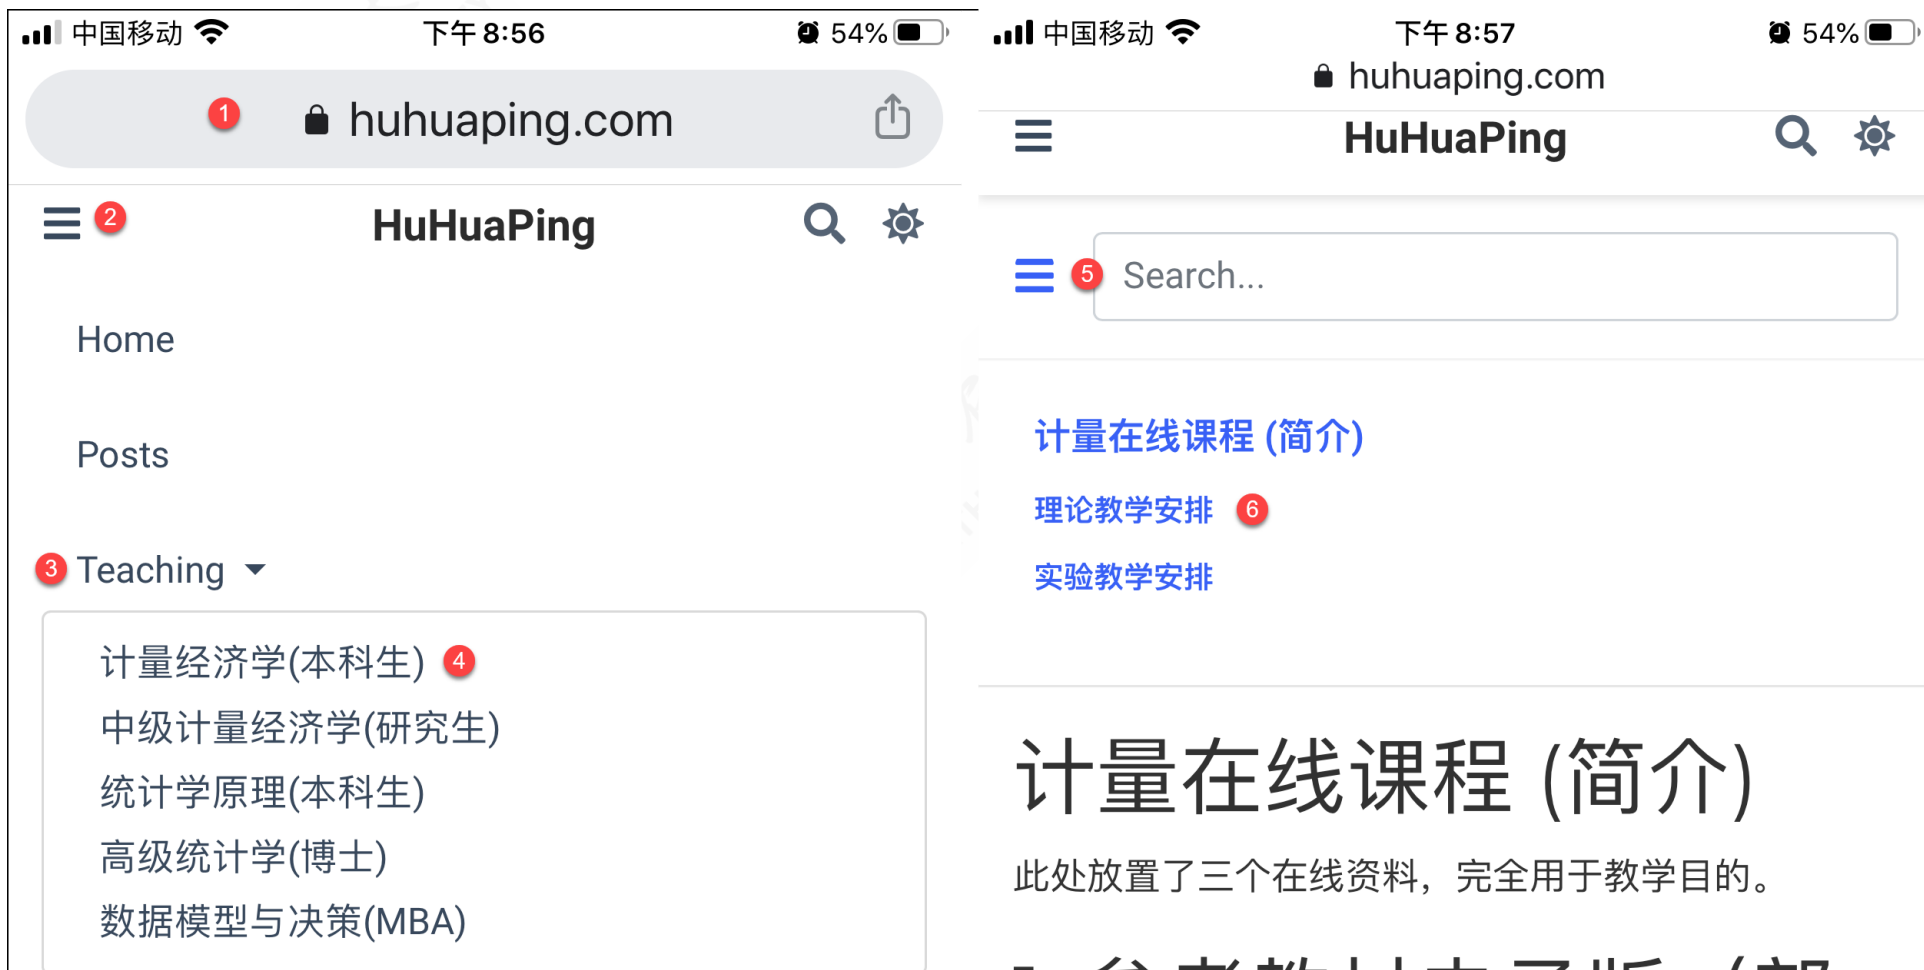 中国移动 下午 8:56 54%
1 huhuaping.com
2 HuHuaPing
Home
Posts
3 Teaching
计量经济学(本科生) 4
中级计量经济学(研究生)
统计学原理(本科生)
高级统计学(博士)
数据模型与决策(MBA)
中国移动 下午 8:57 54%
huhuaping.com
HuHuaPing
5 Search...
计量在线课程 (简介)
理论教学安排 6
实验教学安排
计量在线课程 (简介)
此处放置了三个在线资料，完全用于教学目的。